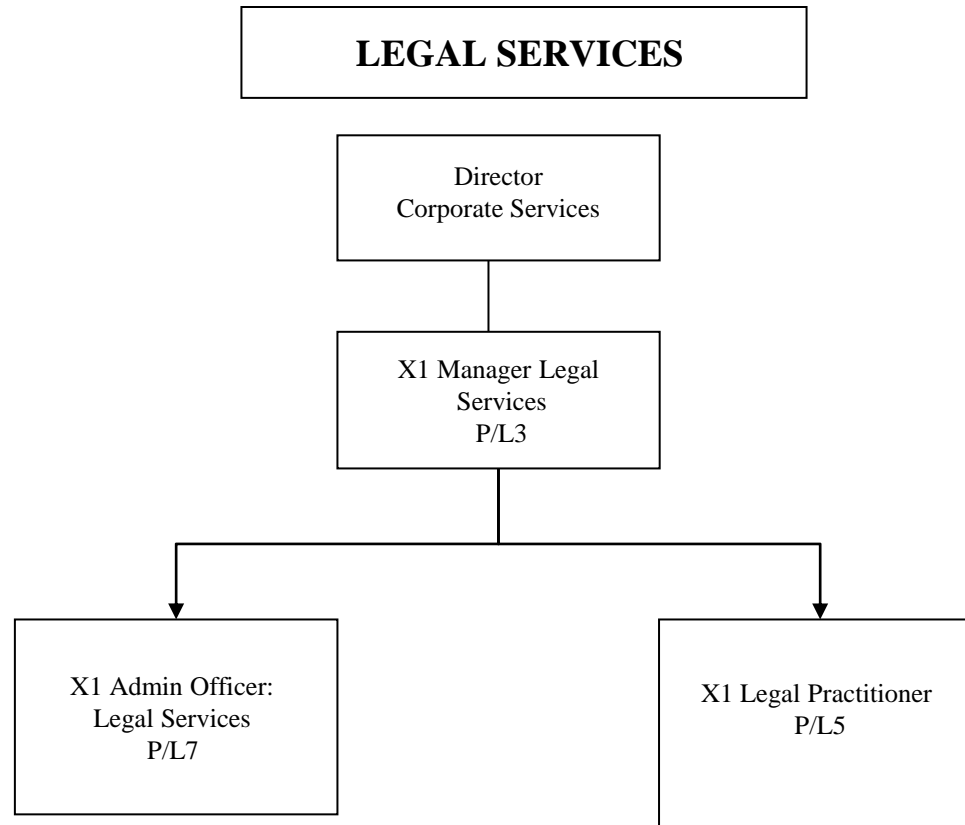 LEGAL SERVICES
Director
Corporate Services
X1 Manager Legal
Services
P/L3
X1 Admin Officer:
Legal Services
P/L7
X1 Legal Practitioner
P/L5